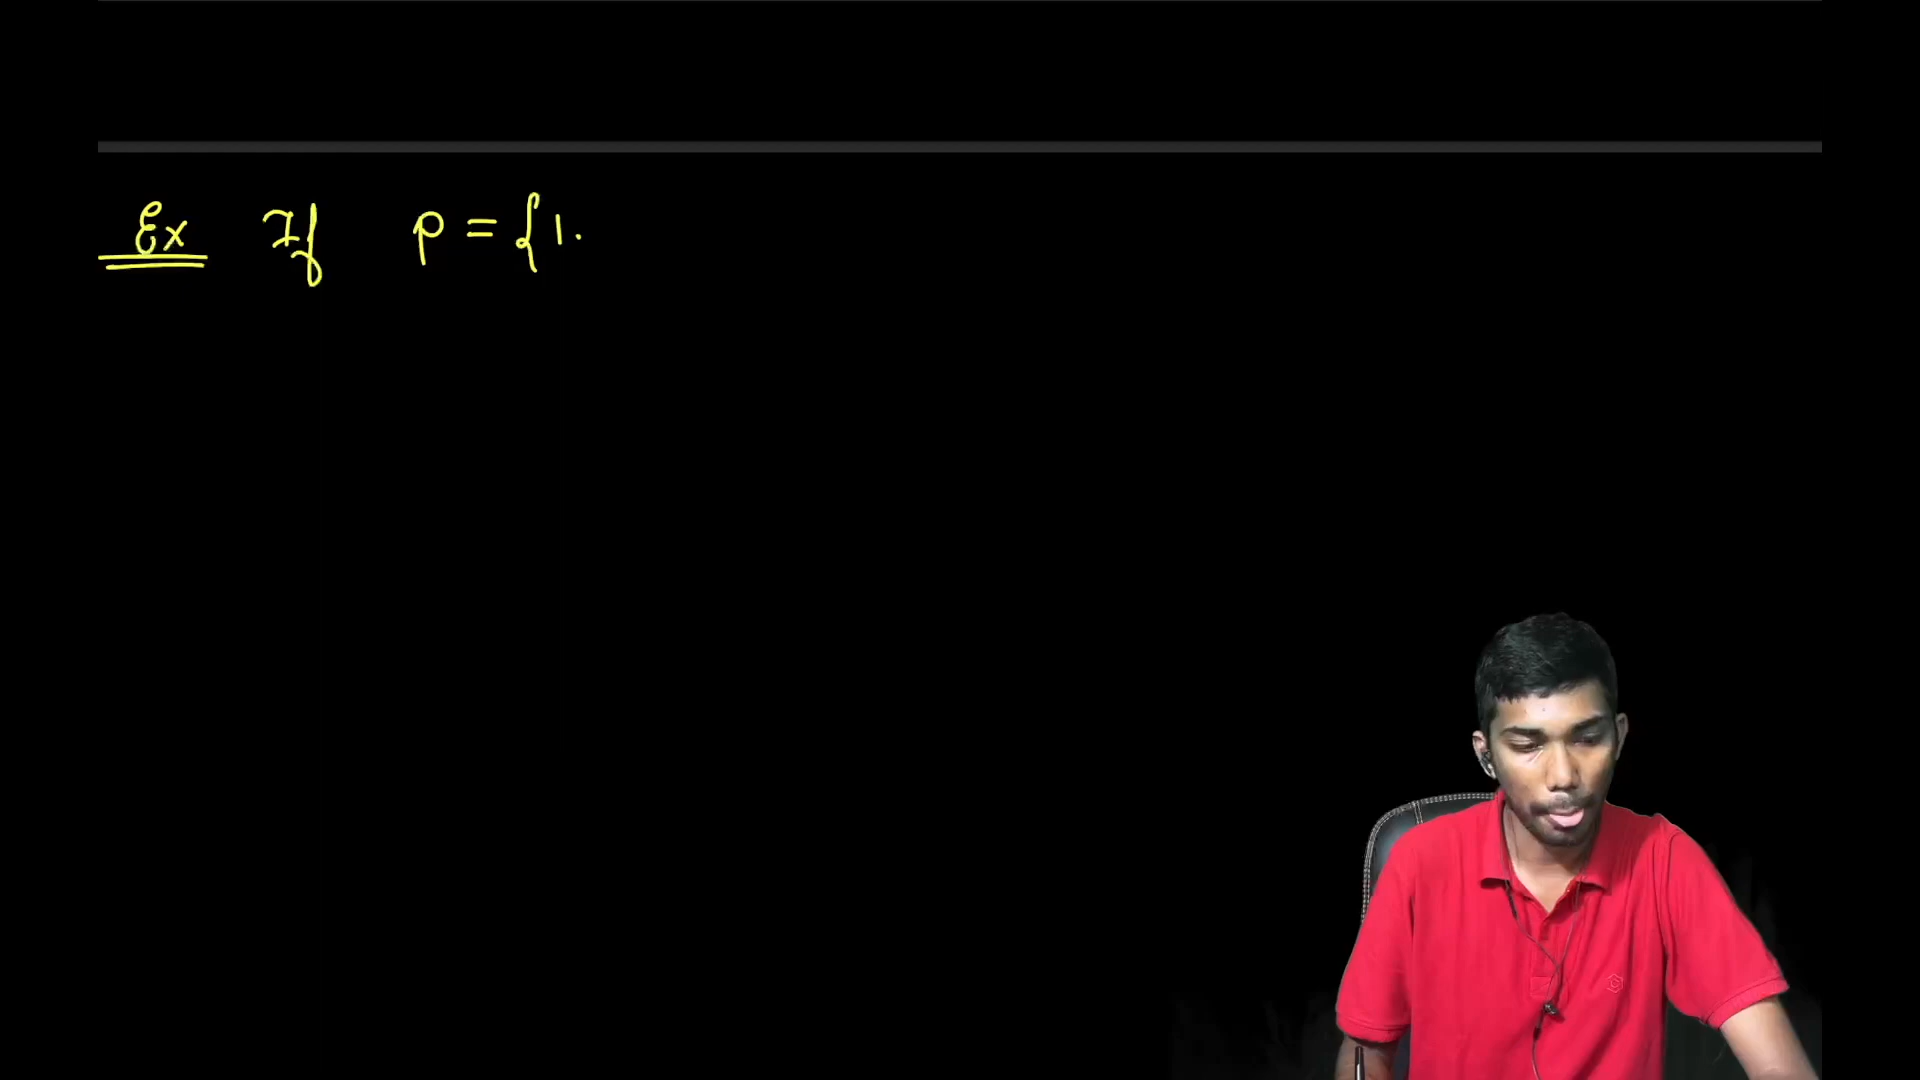 Ex If p = {1.